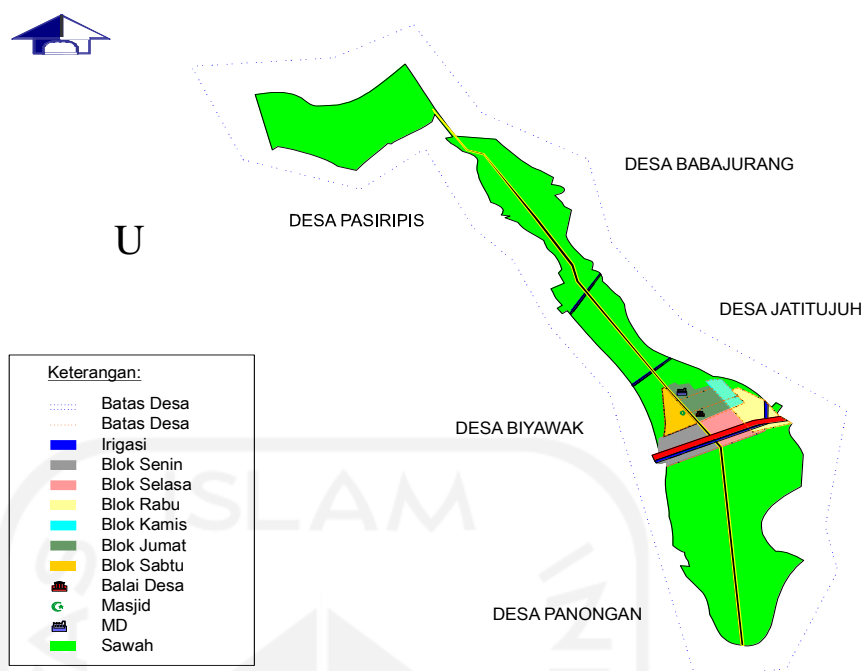 DESA BABAJURANG
DESA PASIRIPIS
U
DESA JATITUJUH
Keterangan:
Batas Desa
Batas Desa
Irigasi
Blok Senin
Blok Selasa
Blok Rabu
Blok Kamis
Blok Jumat
Blok Sabtu
Balai Desa
Masjid
MD
Sawah
DESA BIYAWAK
DESA PANONGAN
ISLAM